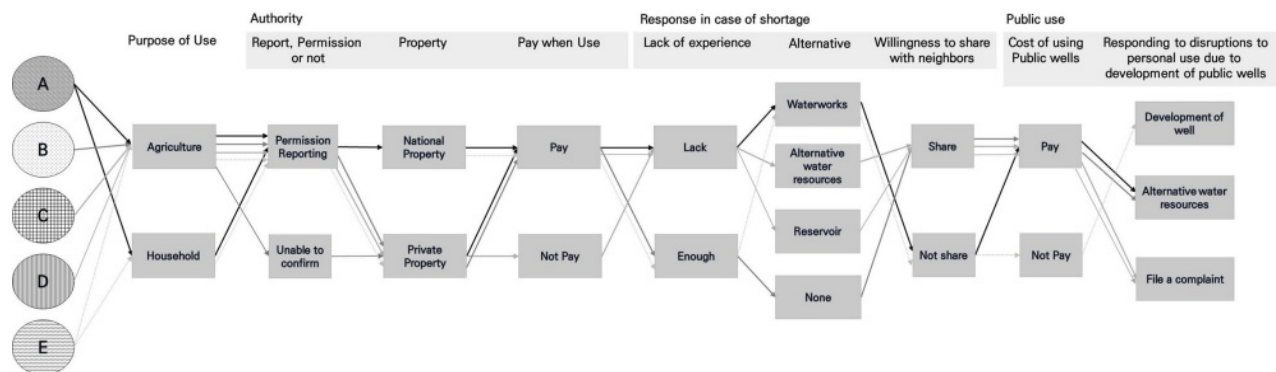 Authority
Response in case of shortage
Public use
Purpose of Use
Report, Permission
or not
Property
Pay when Use
Lack of experience
Alternative
Willingness to share
with neighbors
Cost of using
Public wells
Responding to disruptions to
personal use due to
development of public wells
A
B
C
D
E
Agriculture
Household
Permission
Reporting
Unable to
confirm
National
Property
Private
Property
Pay
Not Pay
Lack
Enough
Waterworks
Alternative
water
resources
Reservoir
None
Share
Not share
Pay
Not Pay
Development of
well
Alternative water
resources
File a complaint